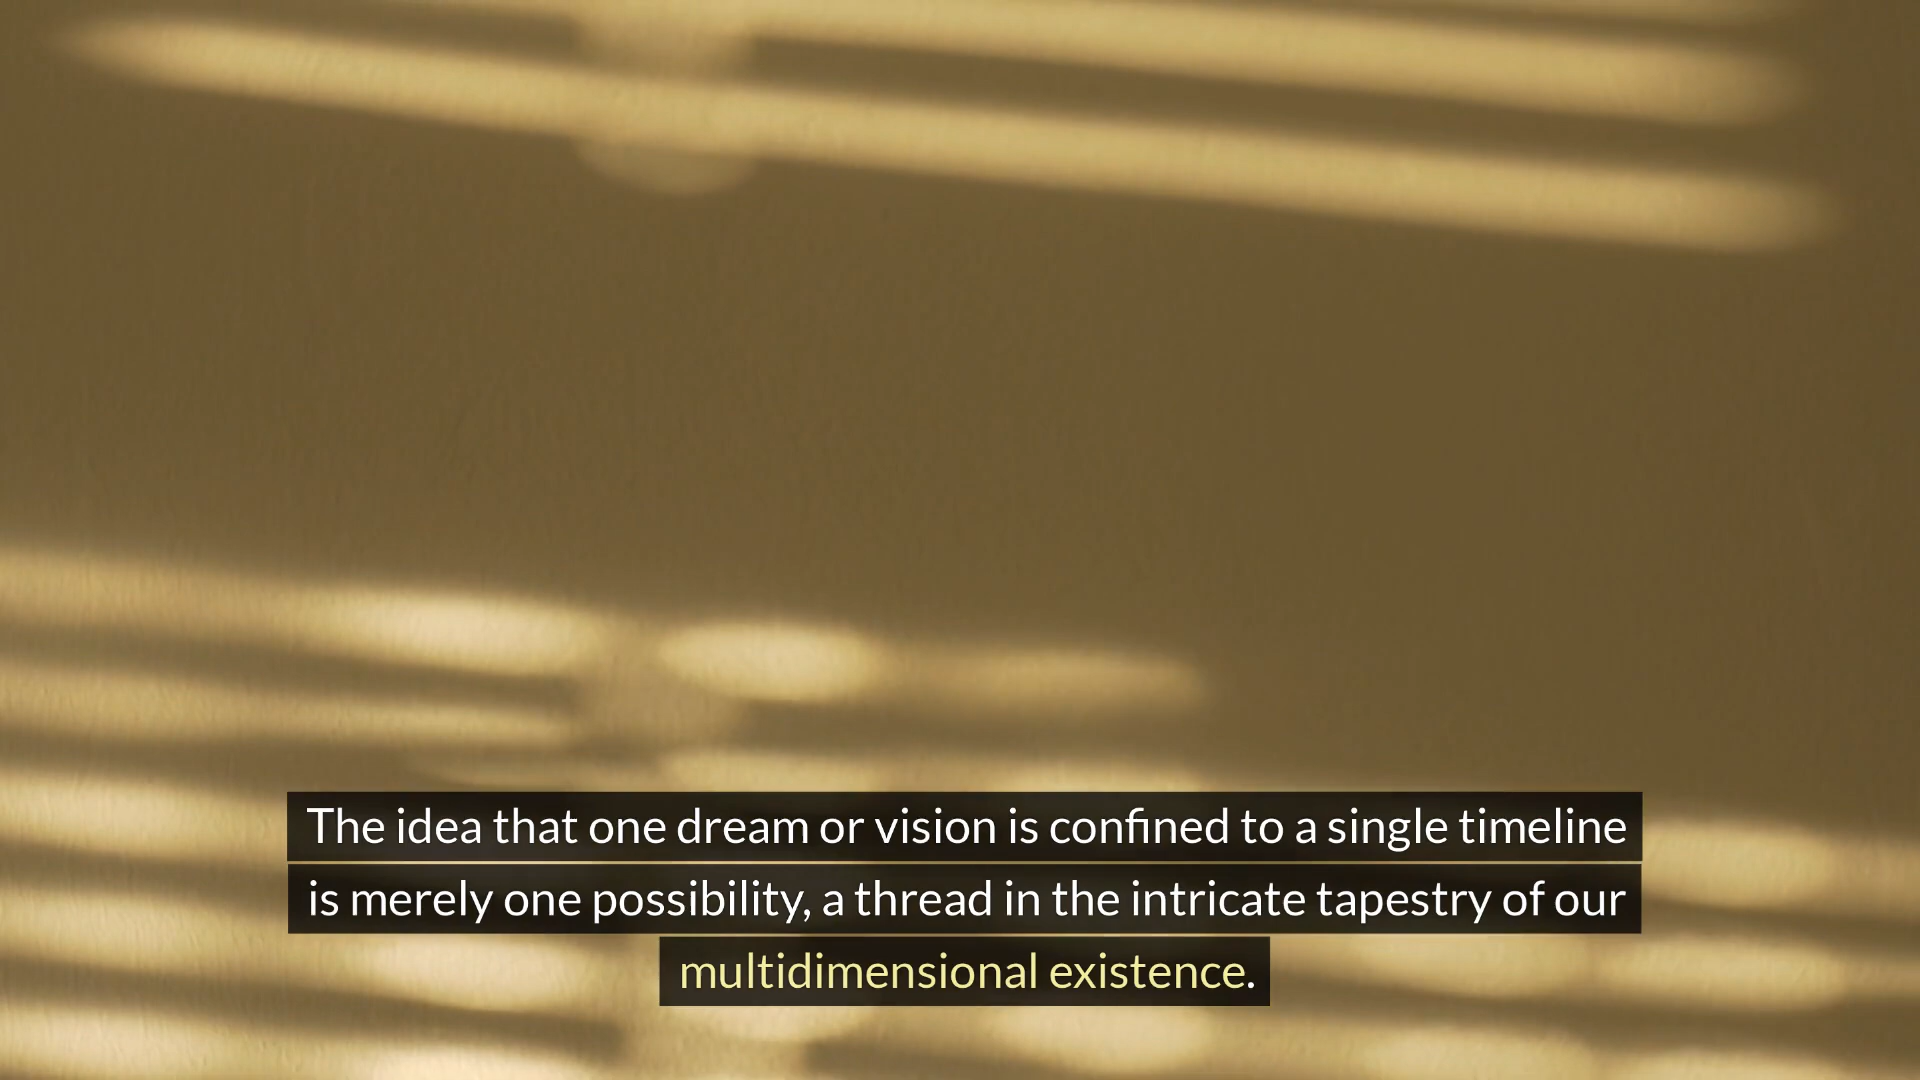 The idea that one dream or vision is confined to a single timeline
is merely one possibility, a thread in the intricate tapestry of our
multidimensional existence.